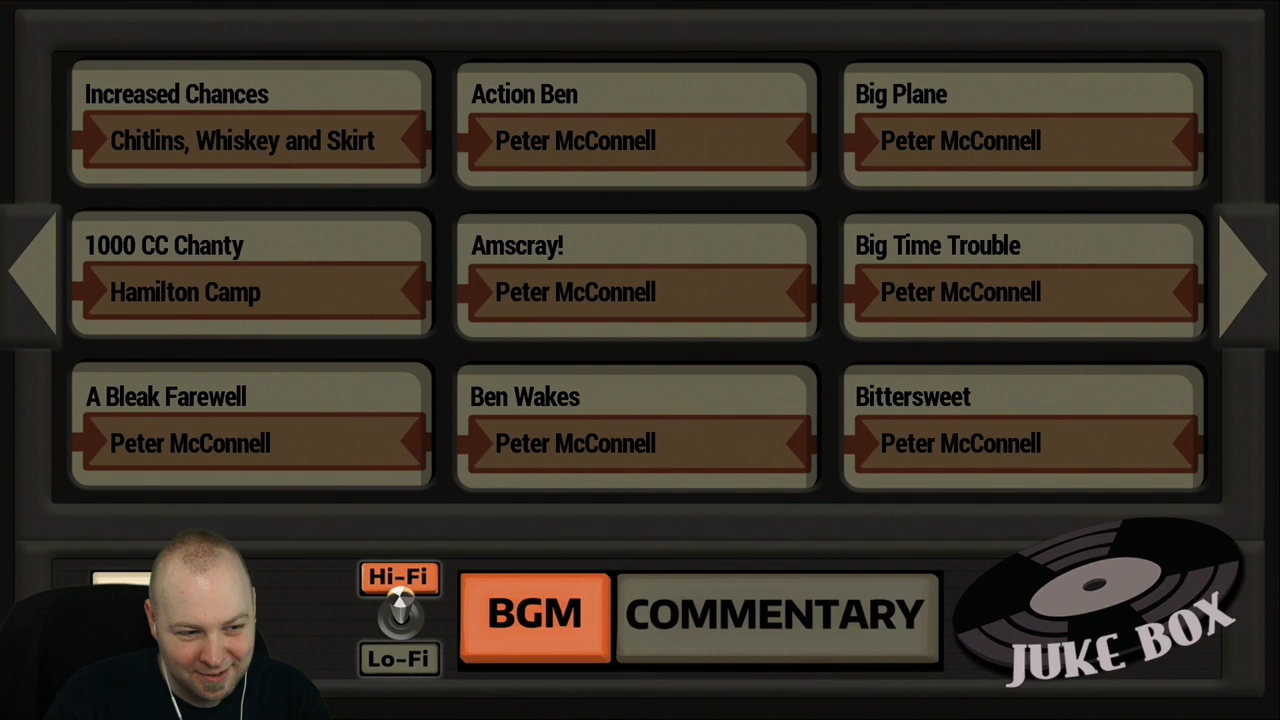 Increased Chances
Chitlins, Whiskey and Skirt
Action Ben
Peter McConnell
Big Plane
Peter McConnell
1000 CC Chanty
Hamilton Camp
Amscray!
Peter McConnell
Big Time Trouble
Peter McConnell
A Bleak Farewell
Peter McConnell
Ben Wakes
Peter McConnell
Bittersweet
Peter McConnell
Hi-Fi
Lo-Fi
BGM
COMMENTARY
JUKE BOX